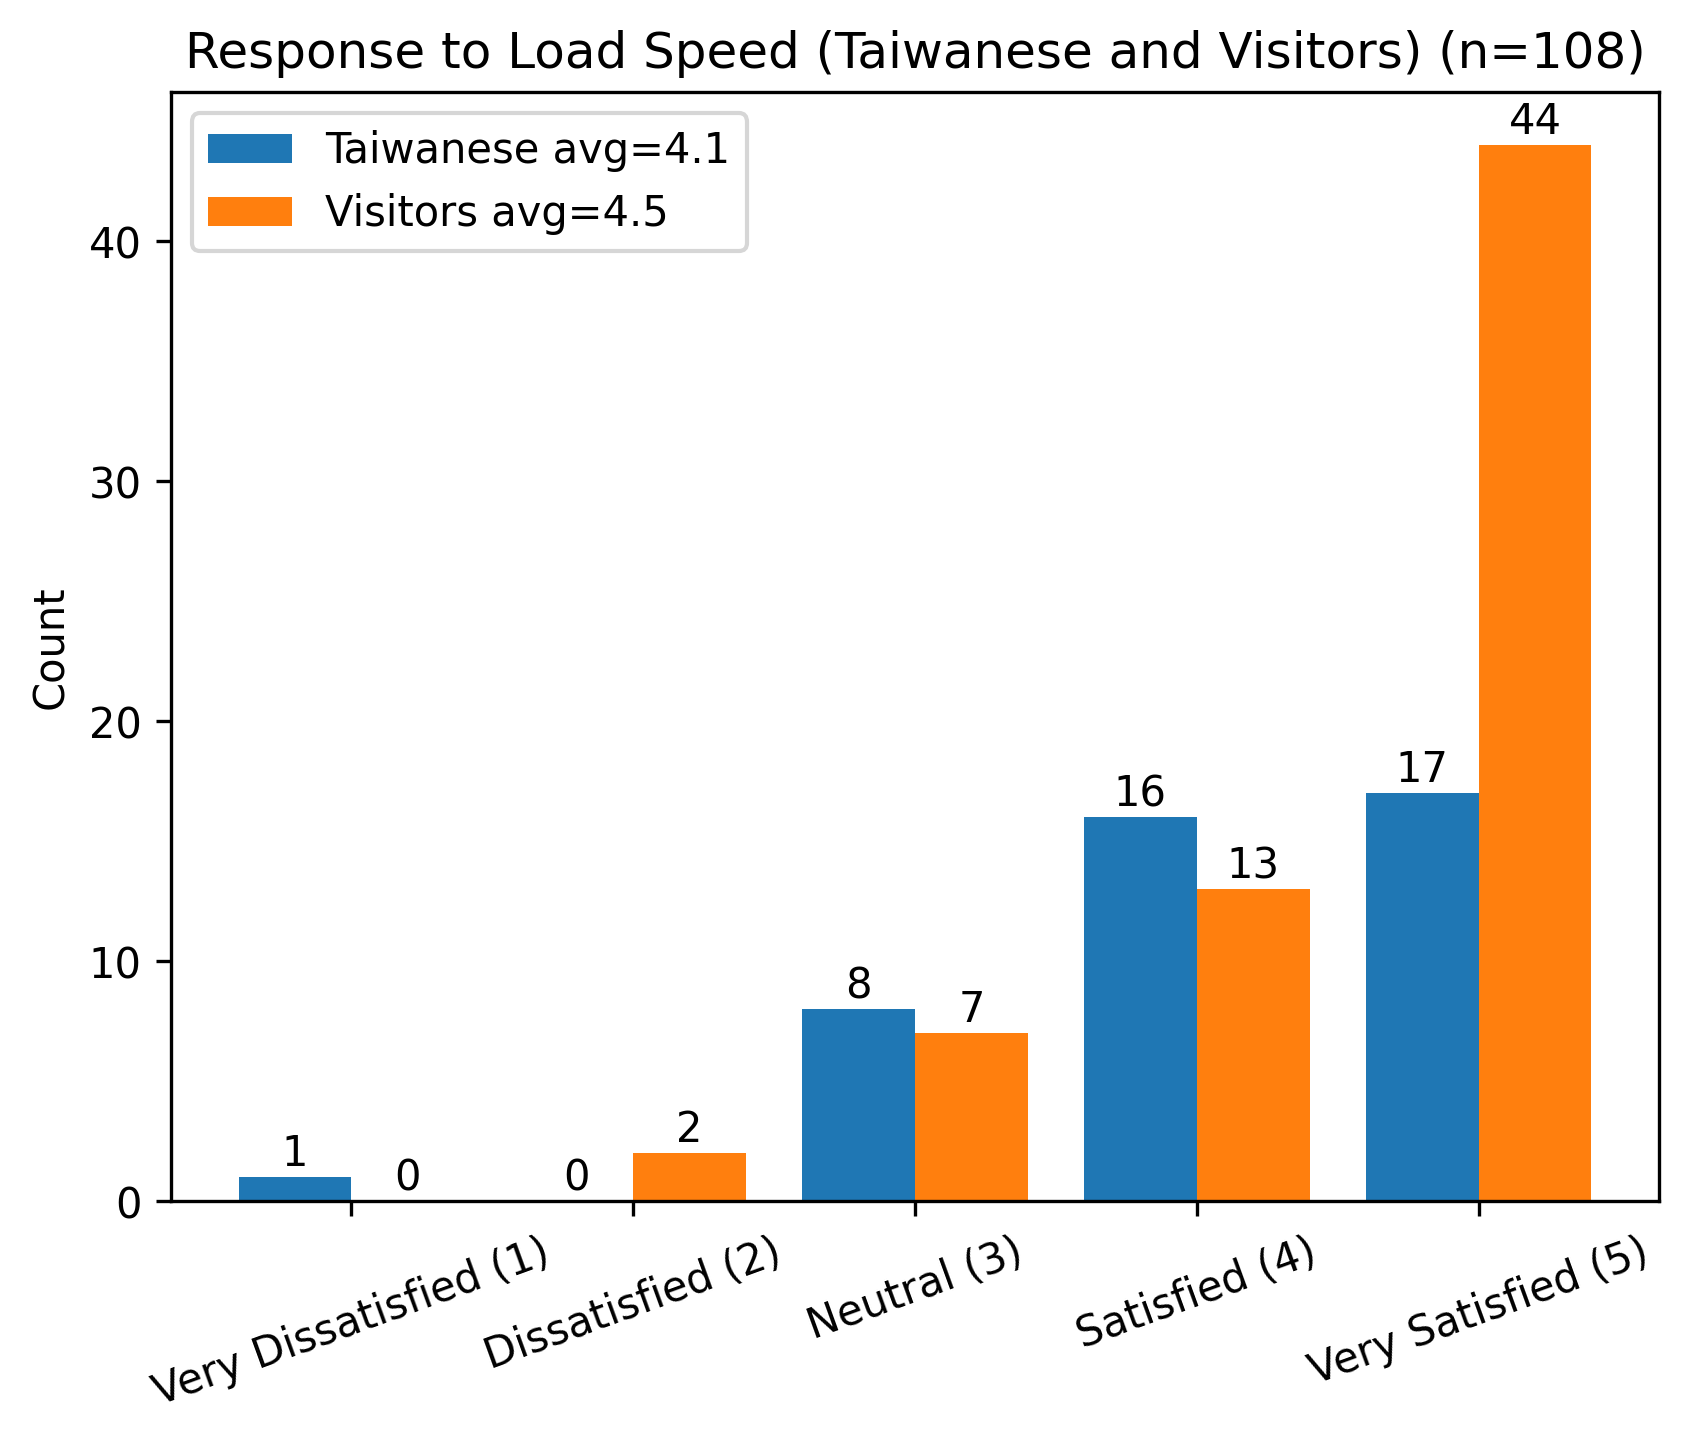 Response to Load Speed (Taiwanese and Visitors) (n=108)
Taiwanese avg=4.1
Visitors avg=4.5
Count
40
30
20
10
0
1
0
0
2
8
7
16
13
17
44
Very Dissatisfied (1)
Dissatisfied (2)
Neutral (3)
Satisfied (4)
Very Satisfied (5)